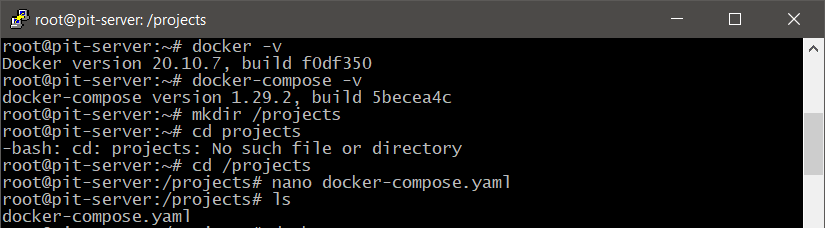 root@pit-server: /projects
root@pit-server:~# docker -v
Docker version 20.10.7, build f0df350
root@pit-server:~# docker-compose -v
docker-compose version 1.29.2, build 5becea4c
root@pit-server:~# mkdir /projects
root@pit-server:~# cd projects
-bash: cd: projects: No such file or directory
root@pit-server:~# cd /projects
root@pit-server:/projects# nano docker-compose.yaml
root@pit-server:/projects# ls
docker-compose.yaml